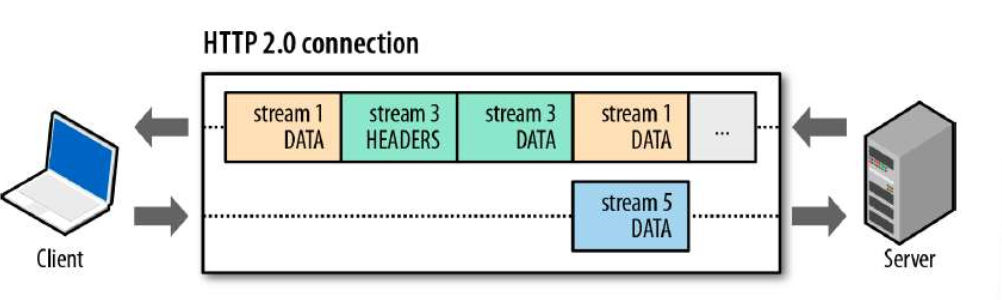 HTTP 2.0 connection
stream 1 stream 3 stream 3 stream 1
DATA HEADERS DATA DATA ...
stream 5
DATA
Client Server